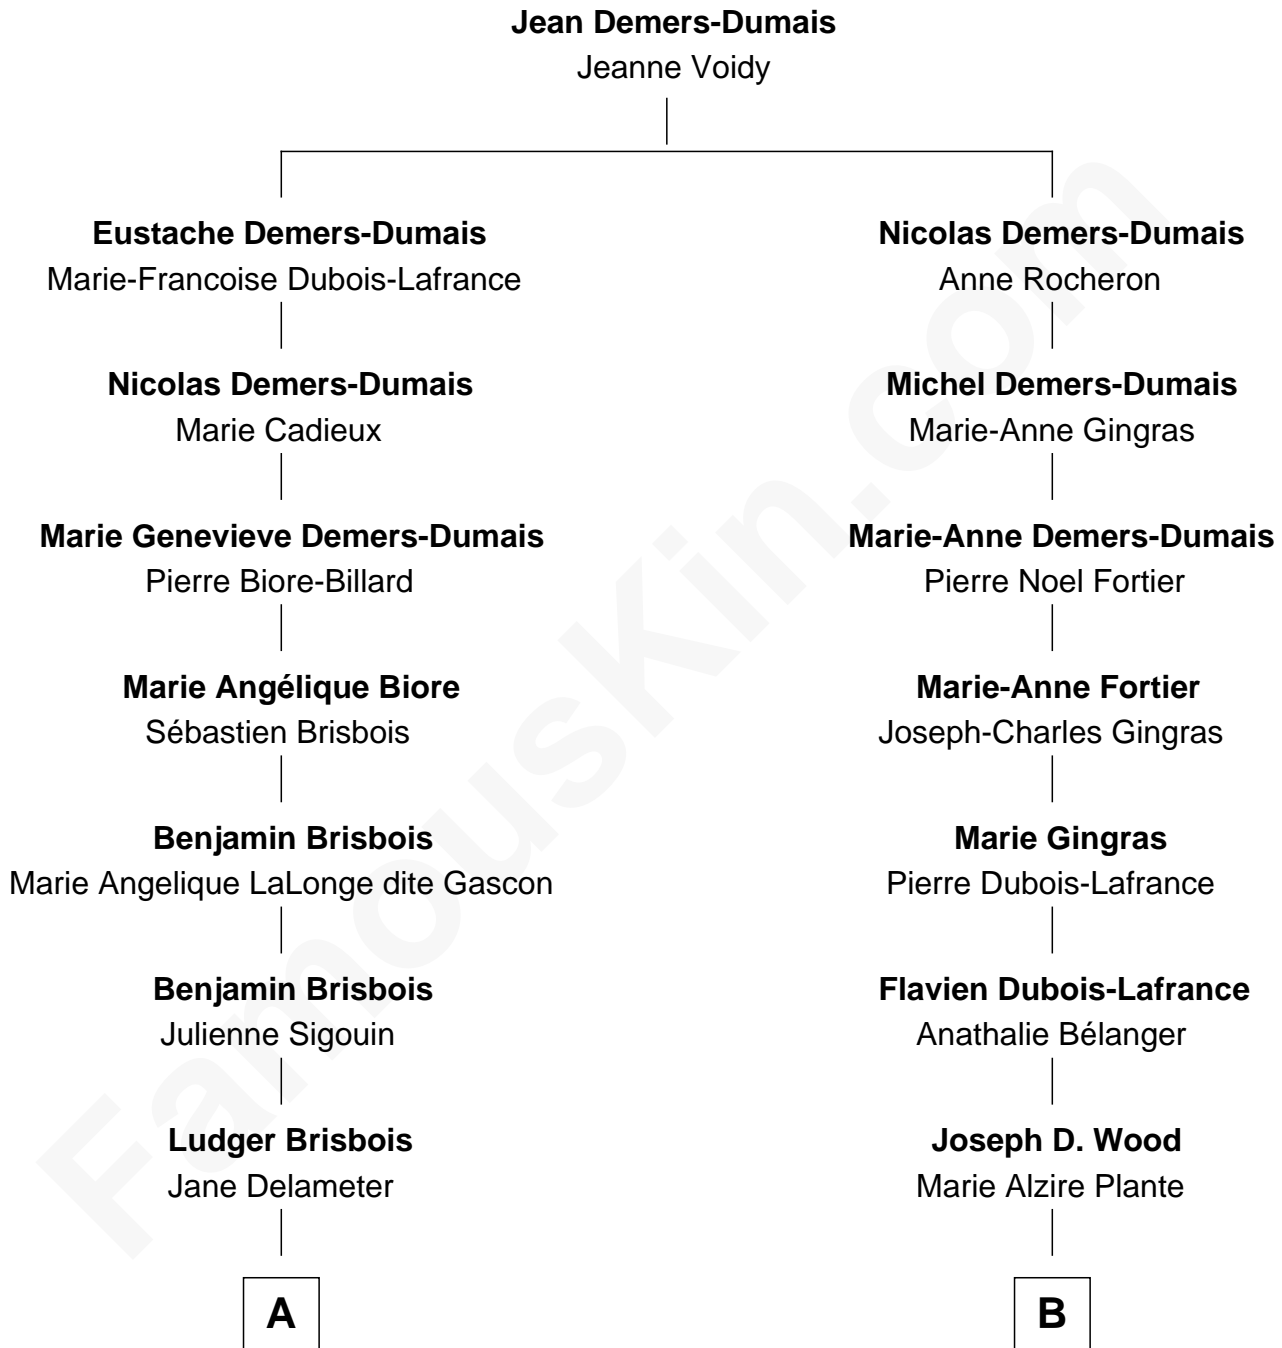 Jean Demers-Dumais
Jeanne Voidy
Eustache Demers-Dumais
Marie-Francoise Dubois-Lafrance
Nicolas Demers-Dumais
Marie Cadieux
Marie Genevieve Demers-Dumais
Pierre Biore-Billard
Marie Angélique Biore
Sébastien Brisbois
Benjamin Brisbois
Marie Angelique LaLonge dite Gascon
Benjamin Brisbois
Julienne Sigouin
Ludger Brisbois
Jane Delameter
A
Nicolas Demers-Dumais
Anne Rocheron
Michel Demers-Dumais
Marie-Anne Gingras
Marie-Anne Demers-Dumais
Pierre Noel Fortier
Marie-Anne Fortier
Joseph-Charles Gingras
Marie Gingras
Pierre Dubois-Lafrance
Flavien Dubois-Lafrance
Anathalie Bélanger
Joseph D. Wood
Marie Alzire Plante
B
FamousKin.com